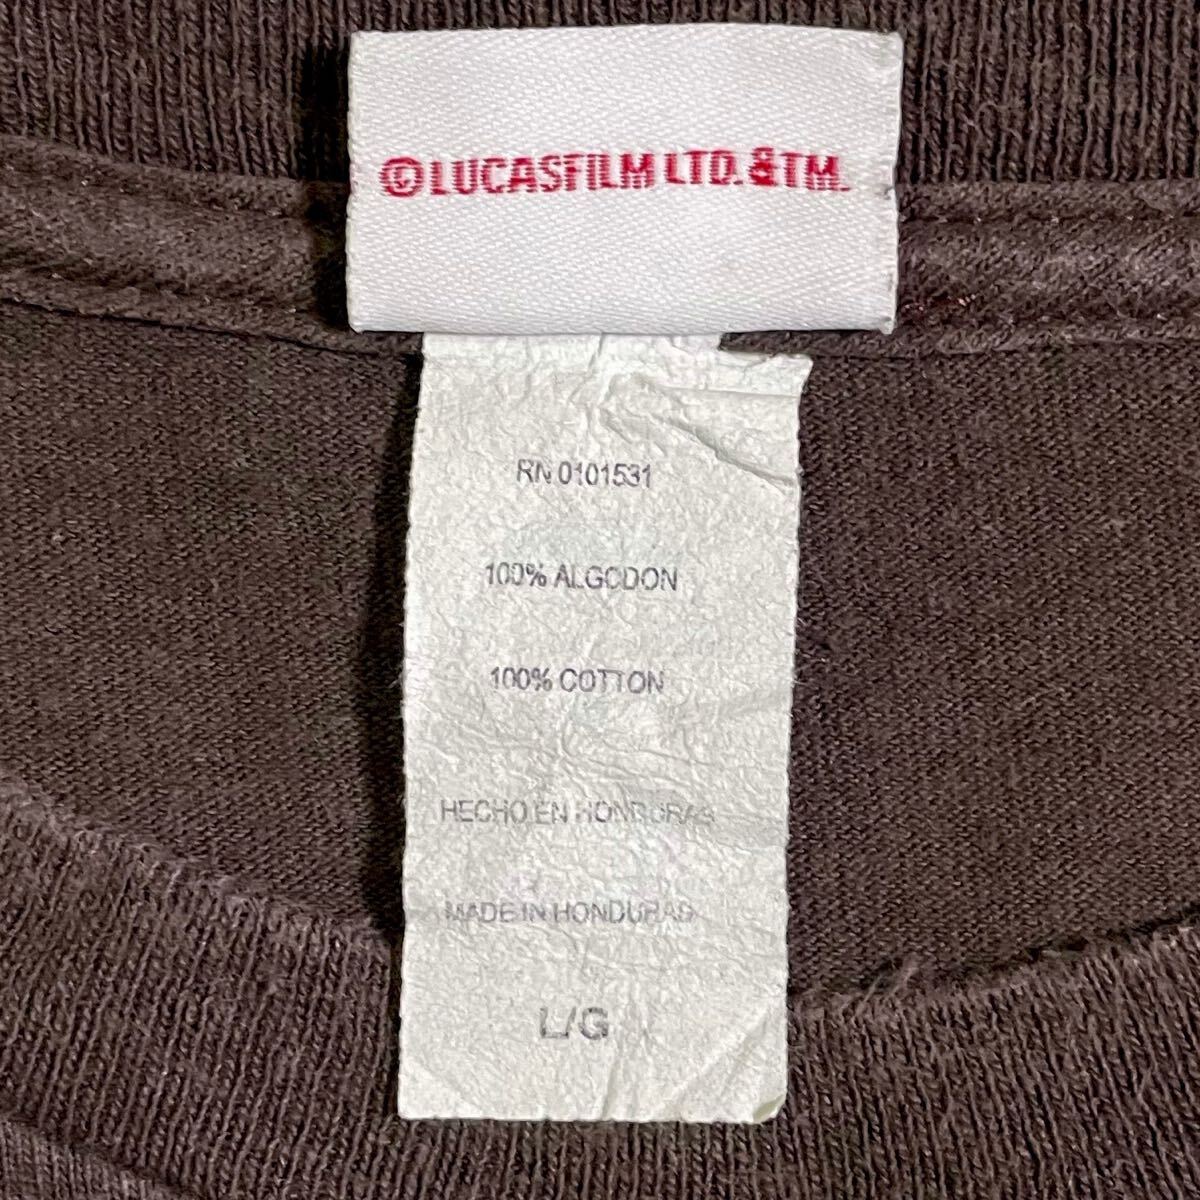 ©LUCASFILM LTD. &TM.
RN 0101531
100% ALGODON
100% COTTON
HECHO EN HONDURAS
MADE IN HONDURAS
L/G